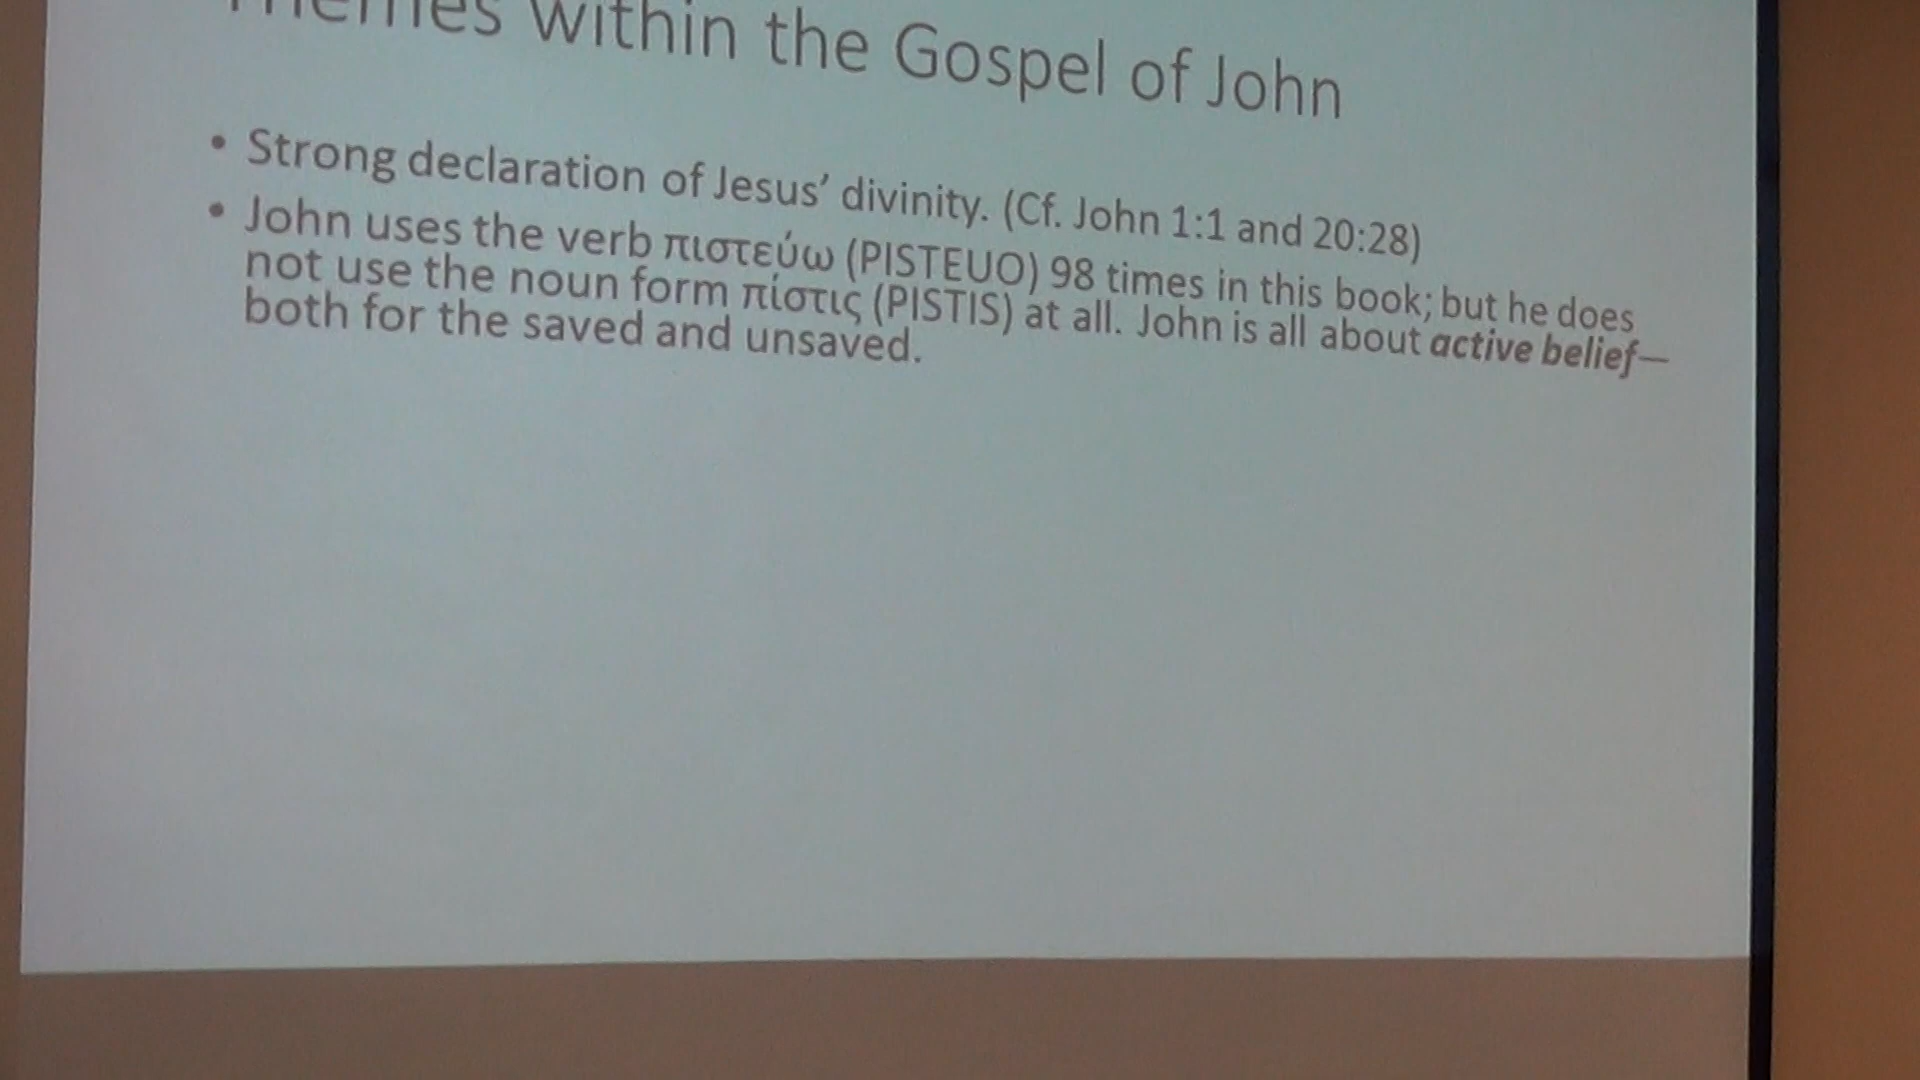 Themes within the Gospel of John
• Strong declaration of Jesus’ divinity. (Cf. John 1:1 and 20:28)
• John uses the verb πιστεύω (PISTEUO) 98 times in this book; but he does
not use the noun form πίστις (PISTIS) at all. John is all about active belief—
both for the saved and unsaved.